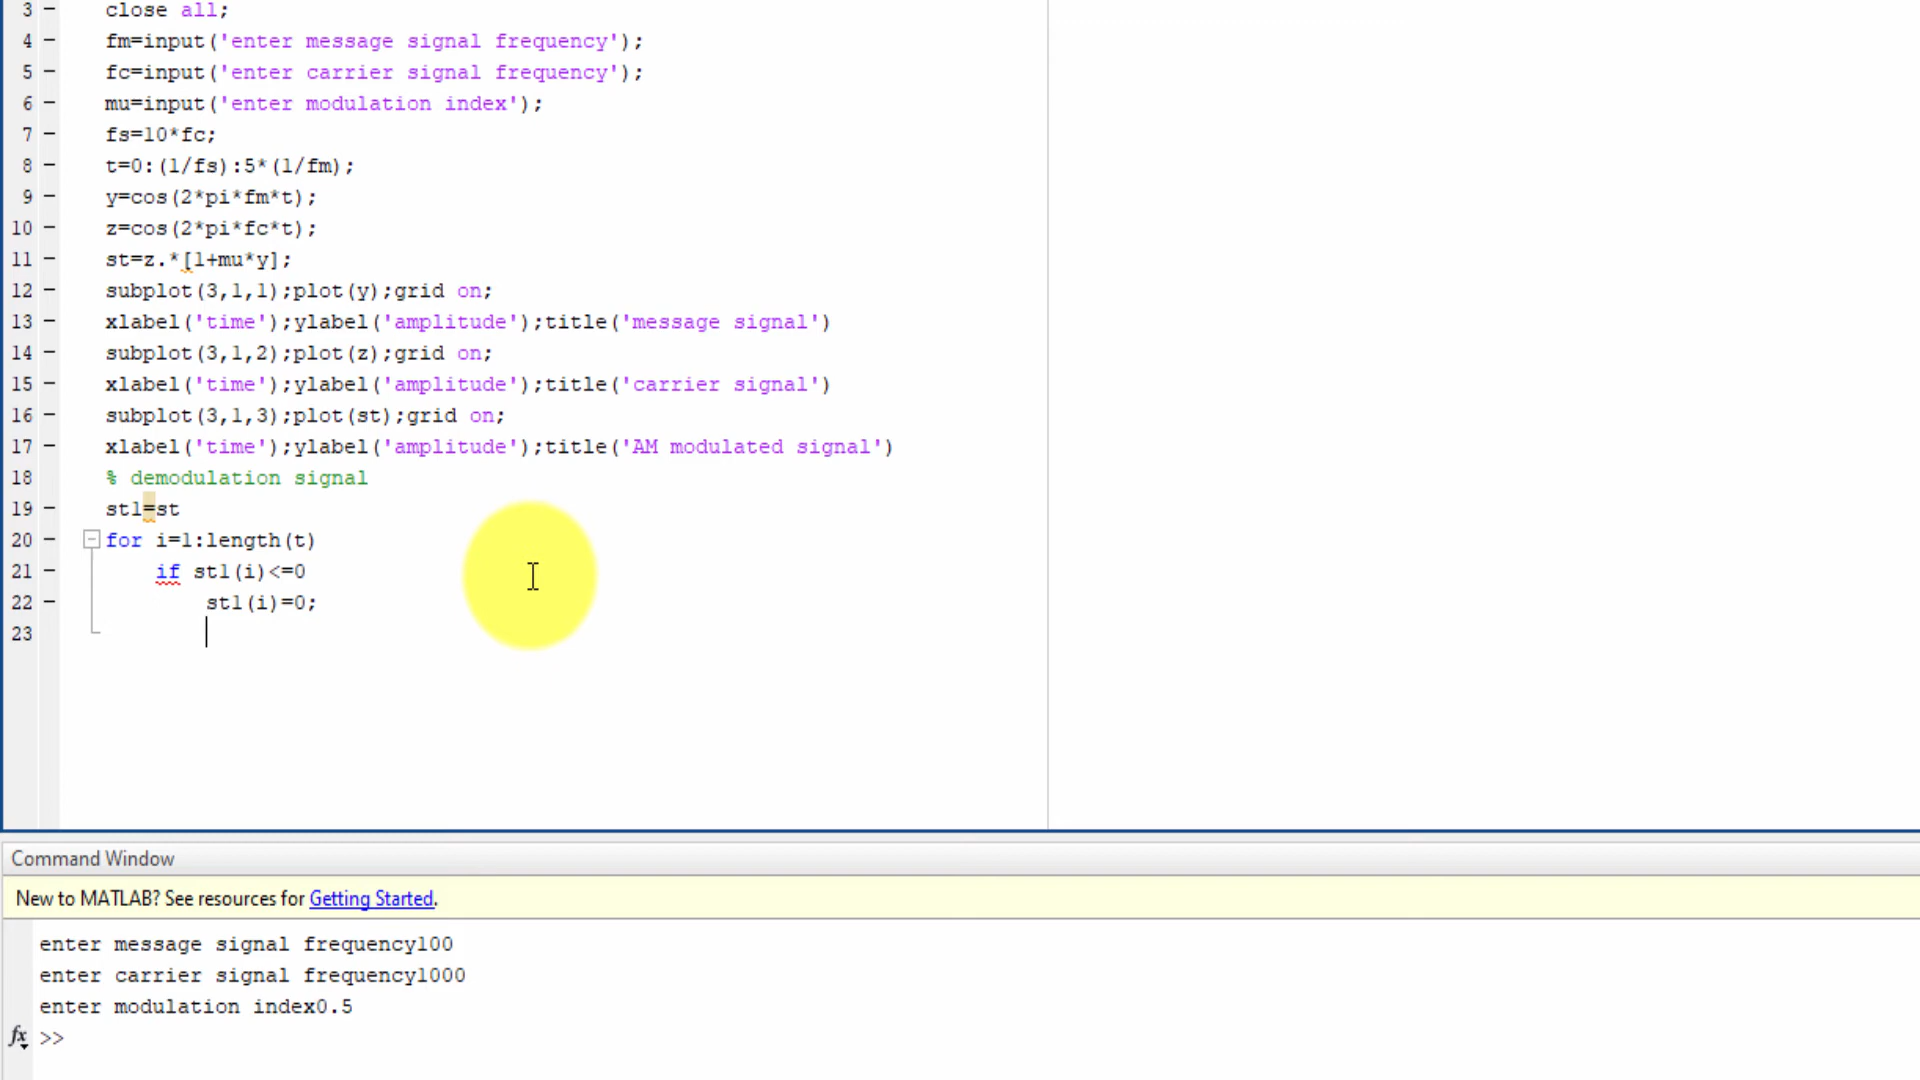 3 - close all;
4 - fm=input('enter message signal frequency');
5 - fc=input('enter carrier signal frequency');
6 - mu=input('enter modulation index');
7 - fs=10*fc;
8 - t=0:(1/fs):5*(1/fm);
9 - y=cos(2*pi*fm*t);
10 - z=cos(2*pi*fc*t);
11 - st=z.*[1+mu*y];
12 - subplot(3,1,1);plot(y);grid on;
13 - xlabel('time');ylabel('amplitude');title('message signal')
14 - subplot(3,1,2);plot(z);grid on;
15 - xlabel('time');ylabel('amplitude');title('carrier signal')
16 - subplot(3,1,3);plot(st);grid on;
17 - xlabel('time');ylabel('amplitude');title('AM modulated signal')
18 % demodulation signal
19 - st1=st
20 - for i=1:length(t)
21 - if st1(i)<=0
22 - st1(i)=0;
23
Command Window
New to MATLAB? See resources for Getting Started.
enter message signal frequency100
enter carrier signal frequency1000
enter modulation index0.5
fx >>